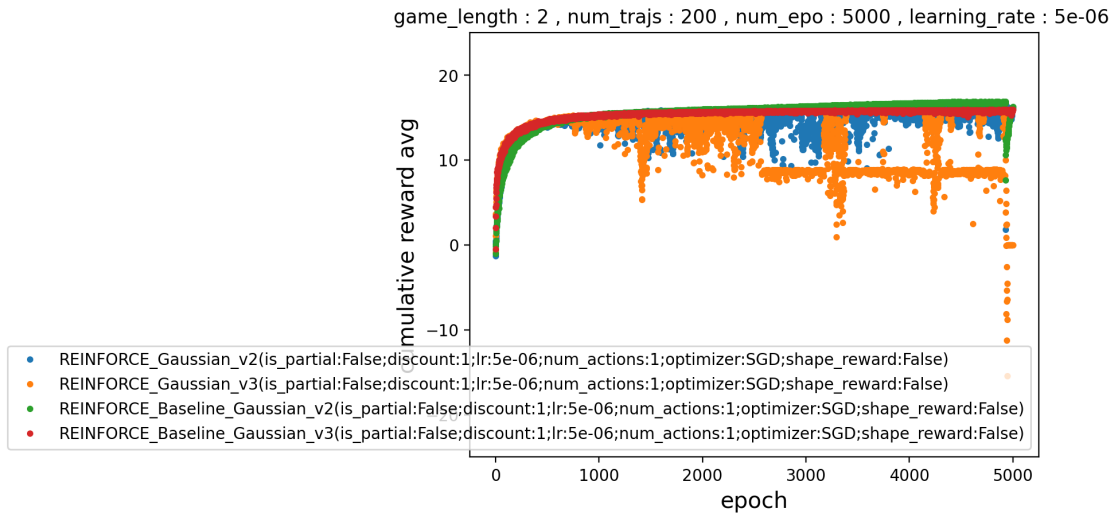 game_length : 2 , num_trajs : 200 , num_epo : 5000 , learning_rate : 5e-06
20
10
0
−10
−20
cumulative reward avg
REINFORCE_Gaussian_v2(is_partial:False;discount:1;lr:5e-06;num_actions:1;optimizer:SGD;shape_reward:False)
REINFORCE_Gaussian_v3(is_partial:False;discount:1;lr:5e-06;num_actions:1;optimizer:SGD;shape_reward:False)
REINFORCE_Baseline_Gaussian_v2(is_partial:False;discount:1;lr:5e-06;num_actions:1;optimizer:SGD;shape_reward:False)
REINFORCE_Baseline_Gaussian_v3(is_partial:False;discount:1;lr:5e-06;num_actions:1;optimizer:SGD;shape_reward:False)
0 1000 2000 3000 4000 5000
epoch